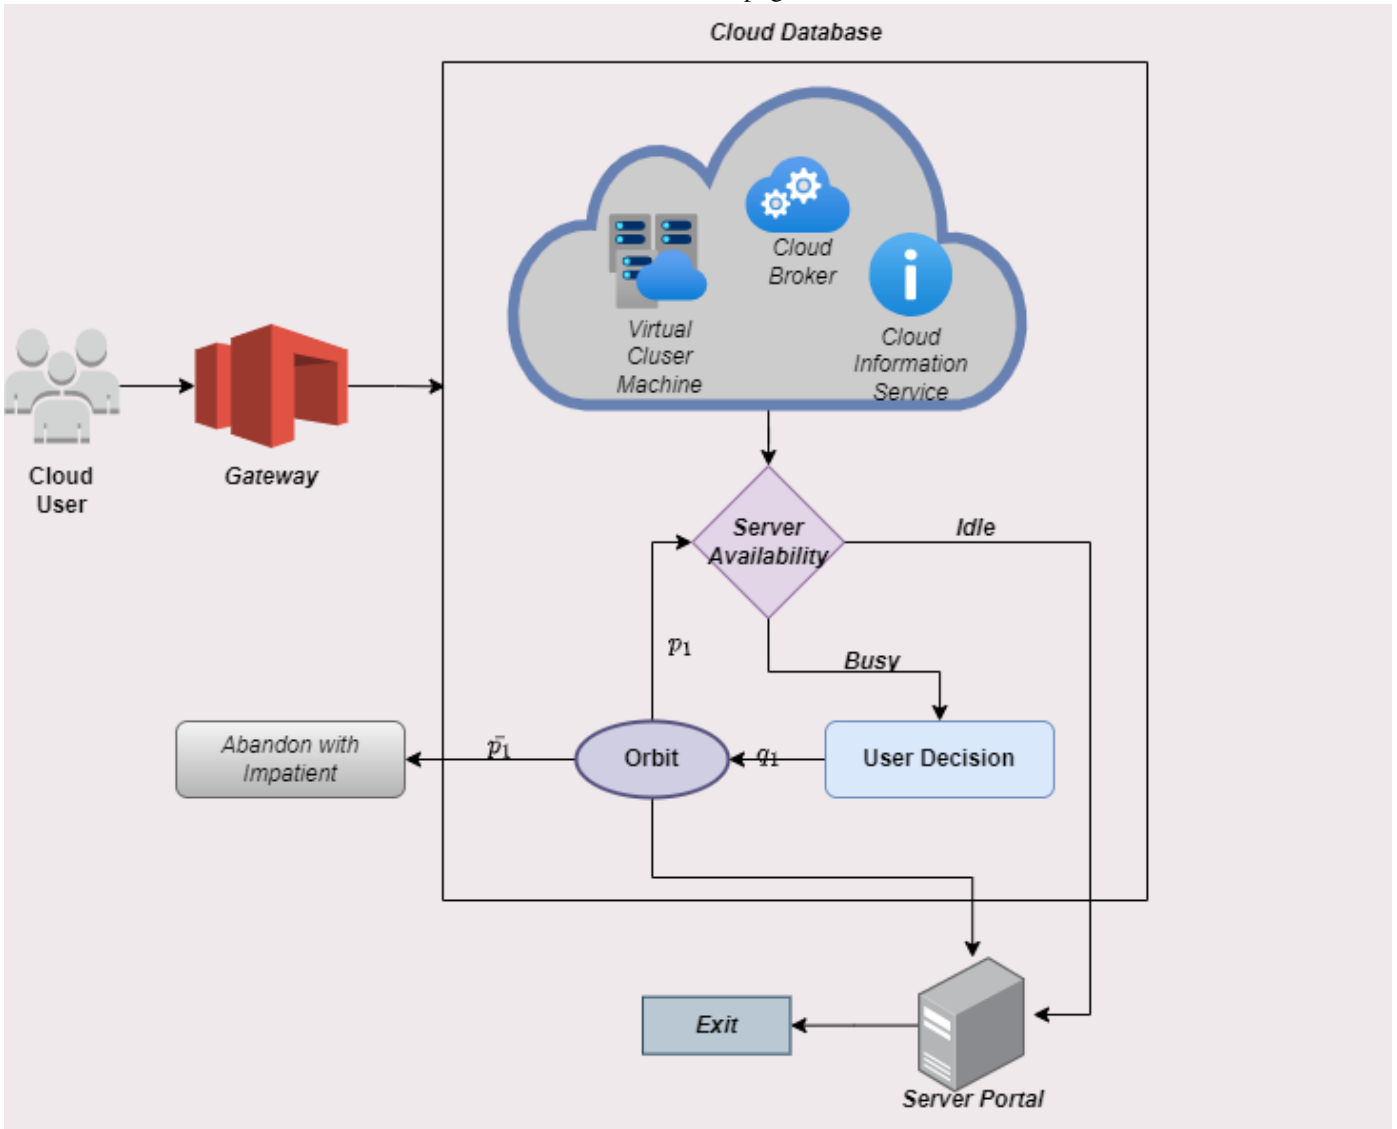 Cloud Database
Cloud
Broker
Virtual
Cluser
Machine
Cloud
Information
Service
Cloud
User
Gateway
Server
Availability
Idle
p₁
Busy
Abandon with
Impatient
p̄₁
Orbit
q₁
User Decision
Exit
Server Portal